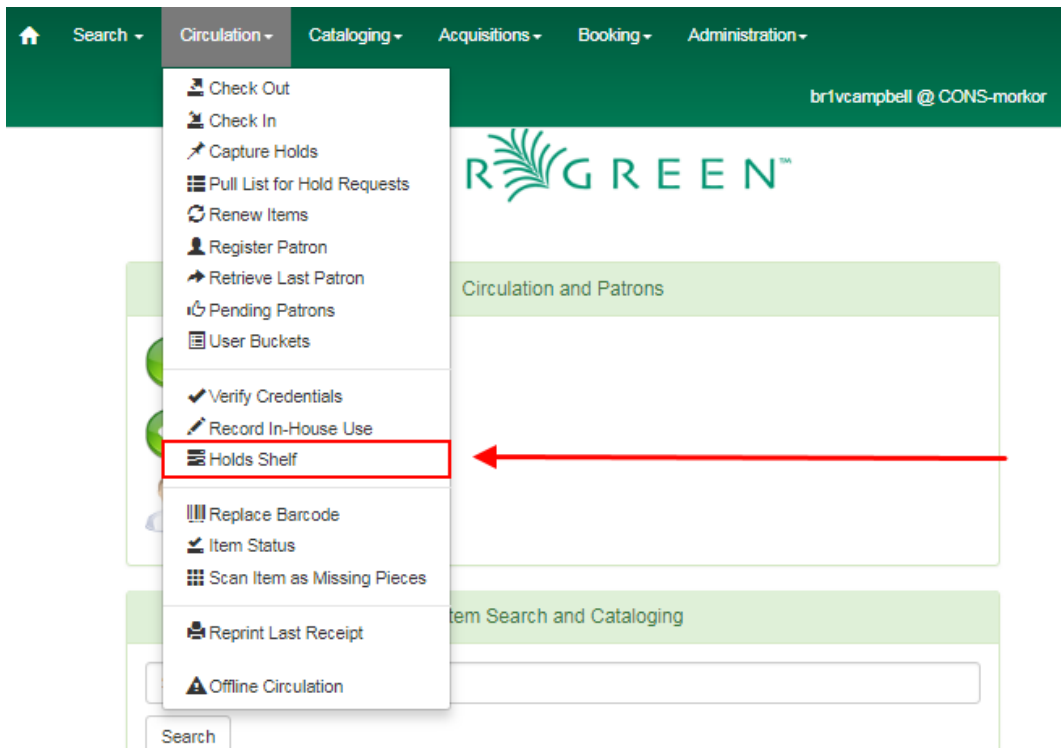 Search Circulation Cataloging Acquisitions Booking Administration
br1vcampbell @ CONS-morkor
Check Out
Check In
Capture Holds
Pull List for Hold Requests
Renew Items
Register Patron
Retrieve Last Patron
Pending Patrons
User Buckets
Verify Credentials
Record In-House Use
Holds Shelf
Replace Barcode
Item Status
Scan Item as Missing Pieces
Reprint Last Receipt
Offline Circulation
R GREEN™
Circulation and Patrons
tem Search and Cataloging
Search